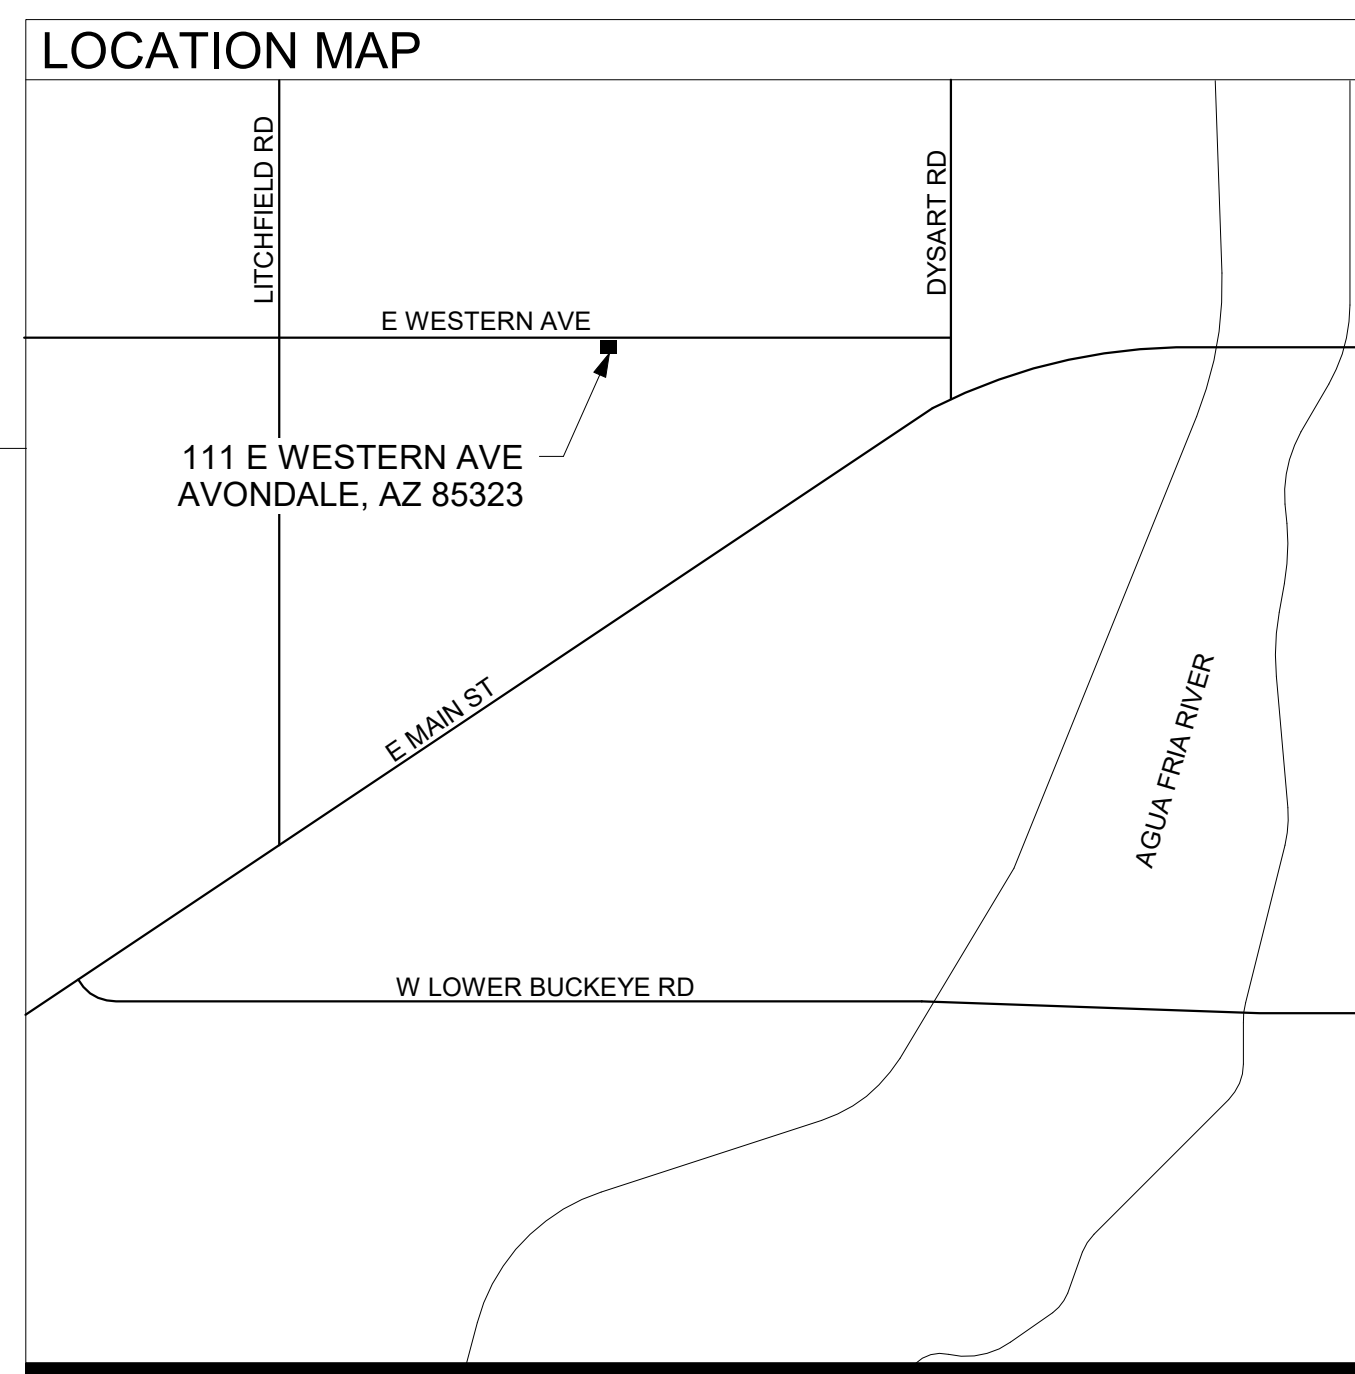 LOCATION MAP
LITCHFIELD RD
DYSART RD
E WESTERN AVE
111 E WESTERN AVE
AVONDALE, AZ 85323
E MAIN ST
AGUA FRIA RIVER
W LOWER BUCKEYE RD